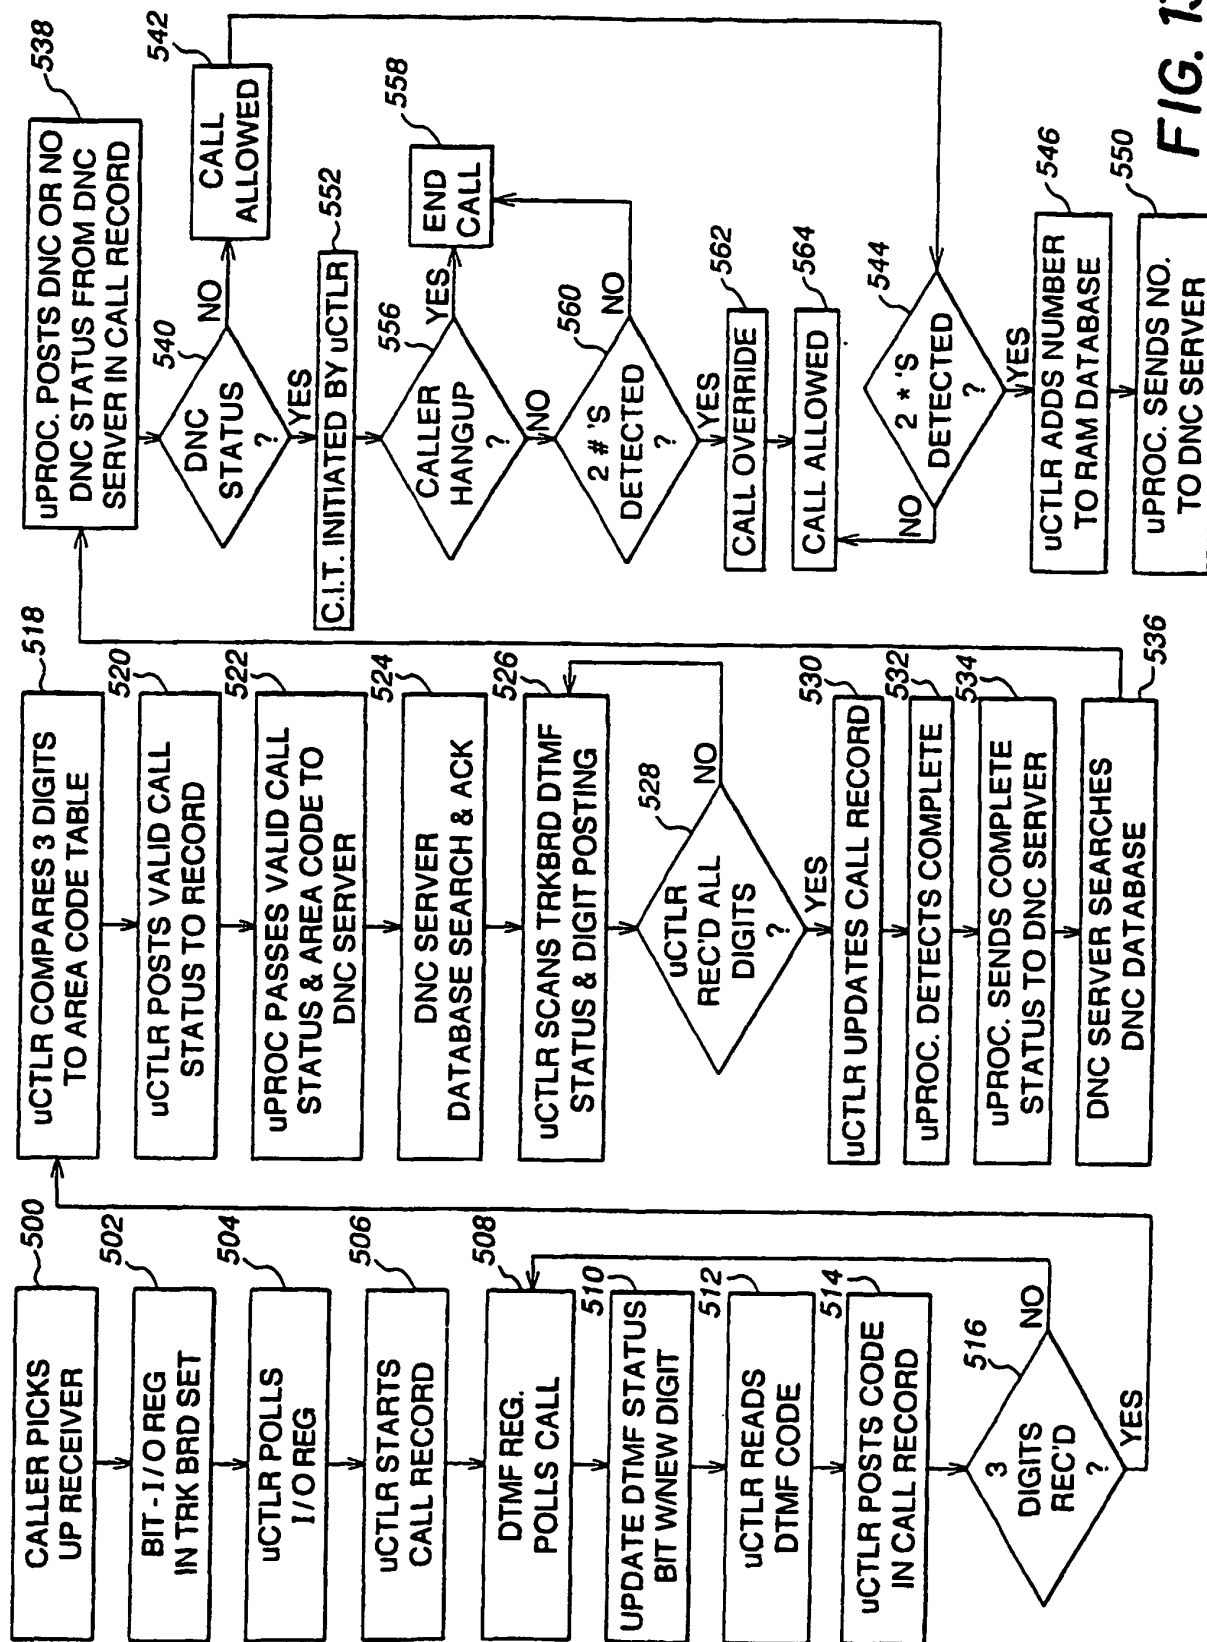 500
CALLER PICKS
UP RECEIVER
502
BIT - I / O REG
IN TRK BRD SET
504
uCTLR POLLS
I / O REG
506
uCTLR STARTS
CALL RECORD
508
DTMF REG.
POLLS CALL
510
UPDATE DTMF STATUS
BIT W/NEW DIGIT
512
uCTLR READS
DTMF CODE
514
uCTLR POSTS CODE
IN CALL RECORD
516
3
DIGITS
REC'D
?
NO
YES
518
uCTLR COMPARES 3 DIGITS
TO AREA CODE TABLE
520
uCTLR POSTS VALID CALL
STATUS TO RECORD
522
uPROC PASSES VALID CALL
STATUS & AREA CODE TO
DNC SERVER
524
DNC SERVER
DATABASE SEARCH & ACK
526
uCTLR SCANS TRKBRD DTMF
STATUS & DIGIT POSTING
528
uCTLR
REC'D ALL
DIGITS
?
NO
YES
530
uCTLR UPDATES CALL RECORD
532
uPROC. DETECTS COMPLETE
534
uPROC. SENDS COMPLETE
STATUS TO DNC SERVER
536
DNC SERVER SEARCHES
DNC DATABASE
538
uPROC. POSTS DNC OR NO
DNC STATUS FROM DNC
SERVER IN CALL RECORD
540
DNC
STATUS
?
NO
YES
542
CALL
ALLOWED
552
C.I.T. INITIATED BY uCTLR
556
CALLER
HANGUP
?
YES
NO
558
END
CALL
560
2 # 'S
DETECTED
?
NO
YES
562
CALL OVERRIDE
564
CALL ALLOWED
544
2 * 'S
DETECTED
?
NO
YES
546
uCTLR ADDS NUMBER
TO RAM DATABASE
550
uPROC. SENDS NO.
TO DNC SERVER